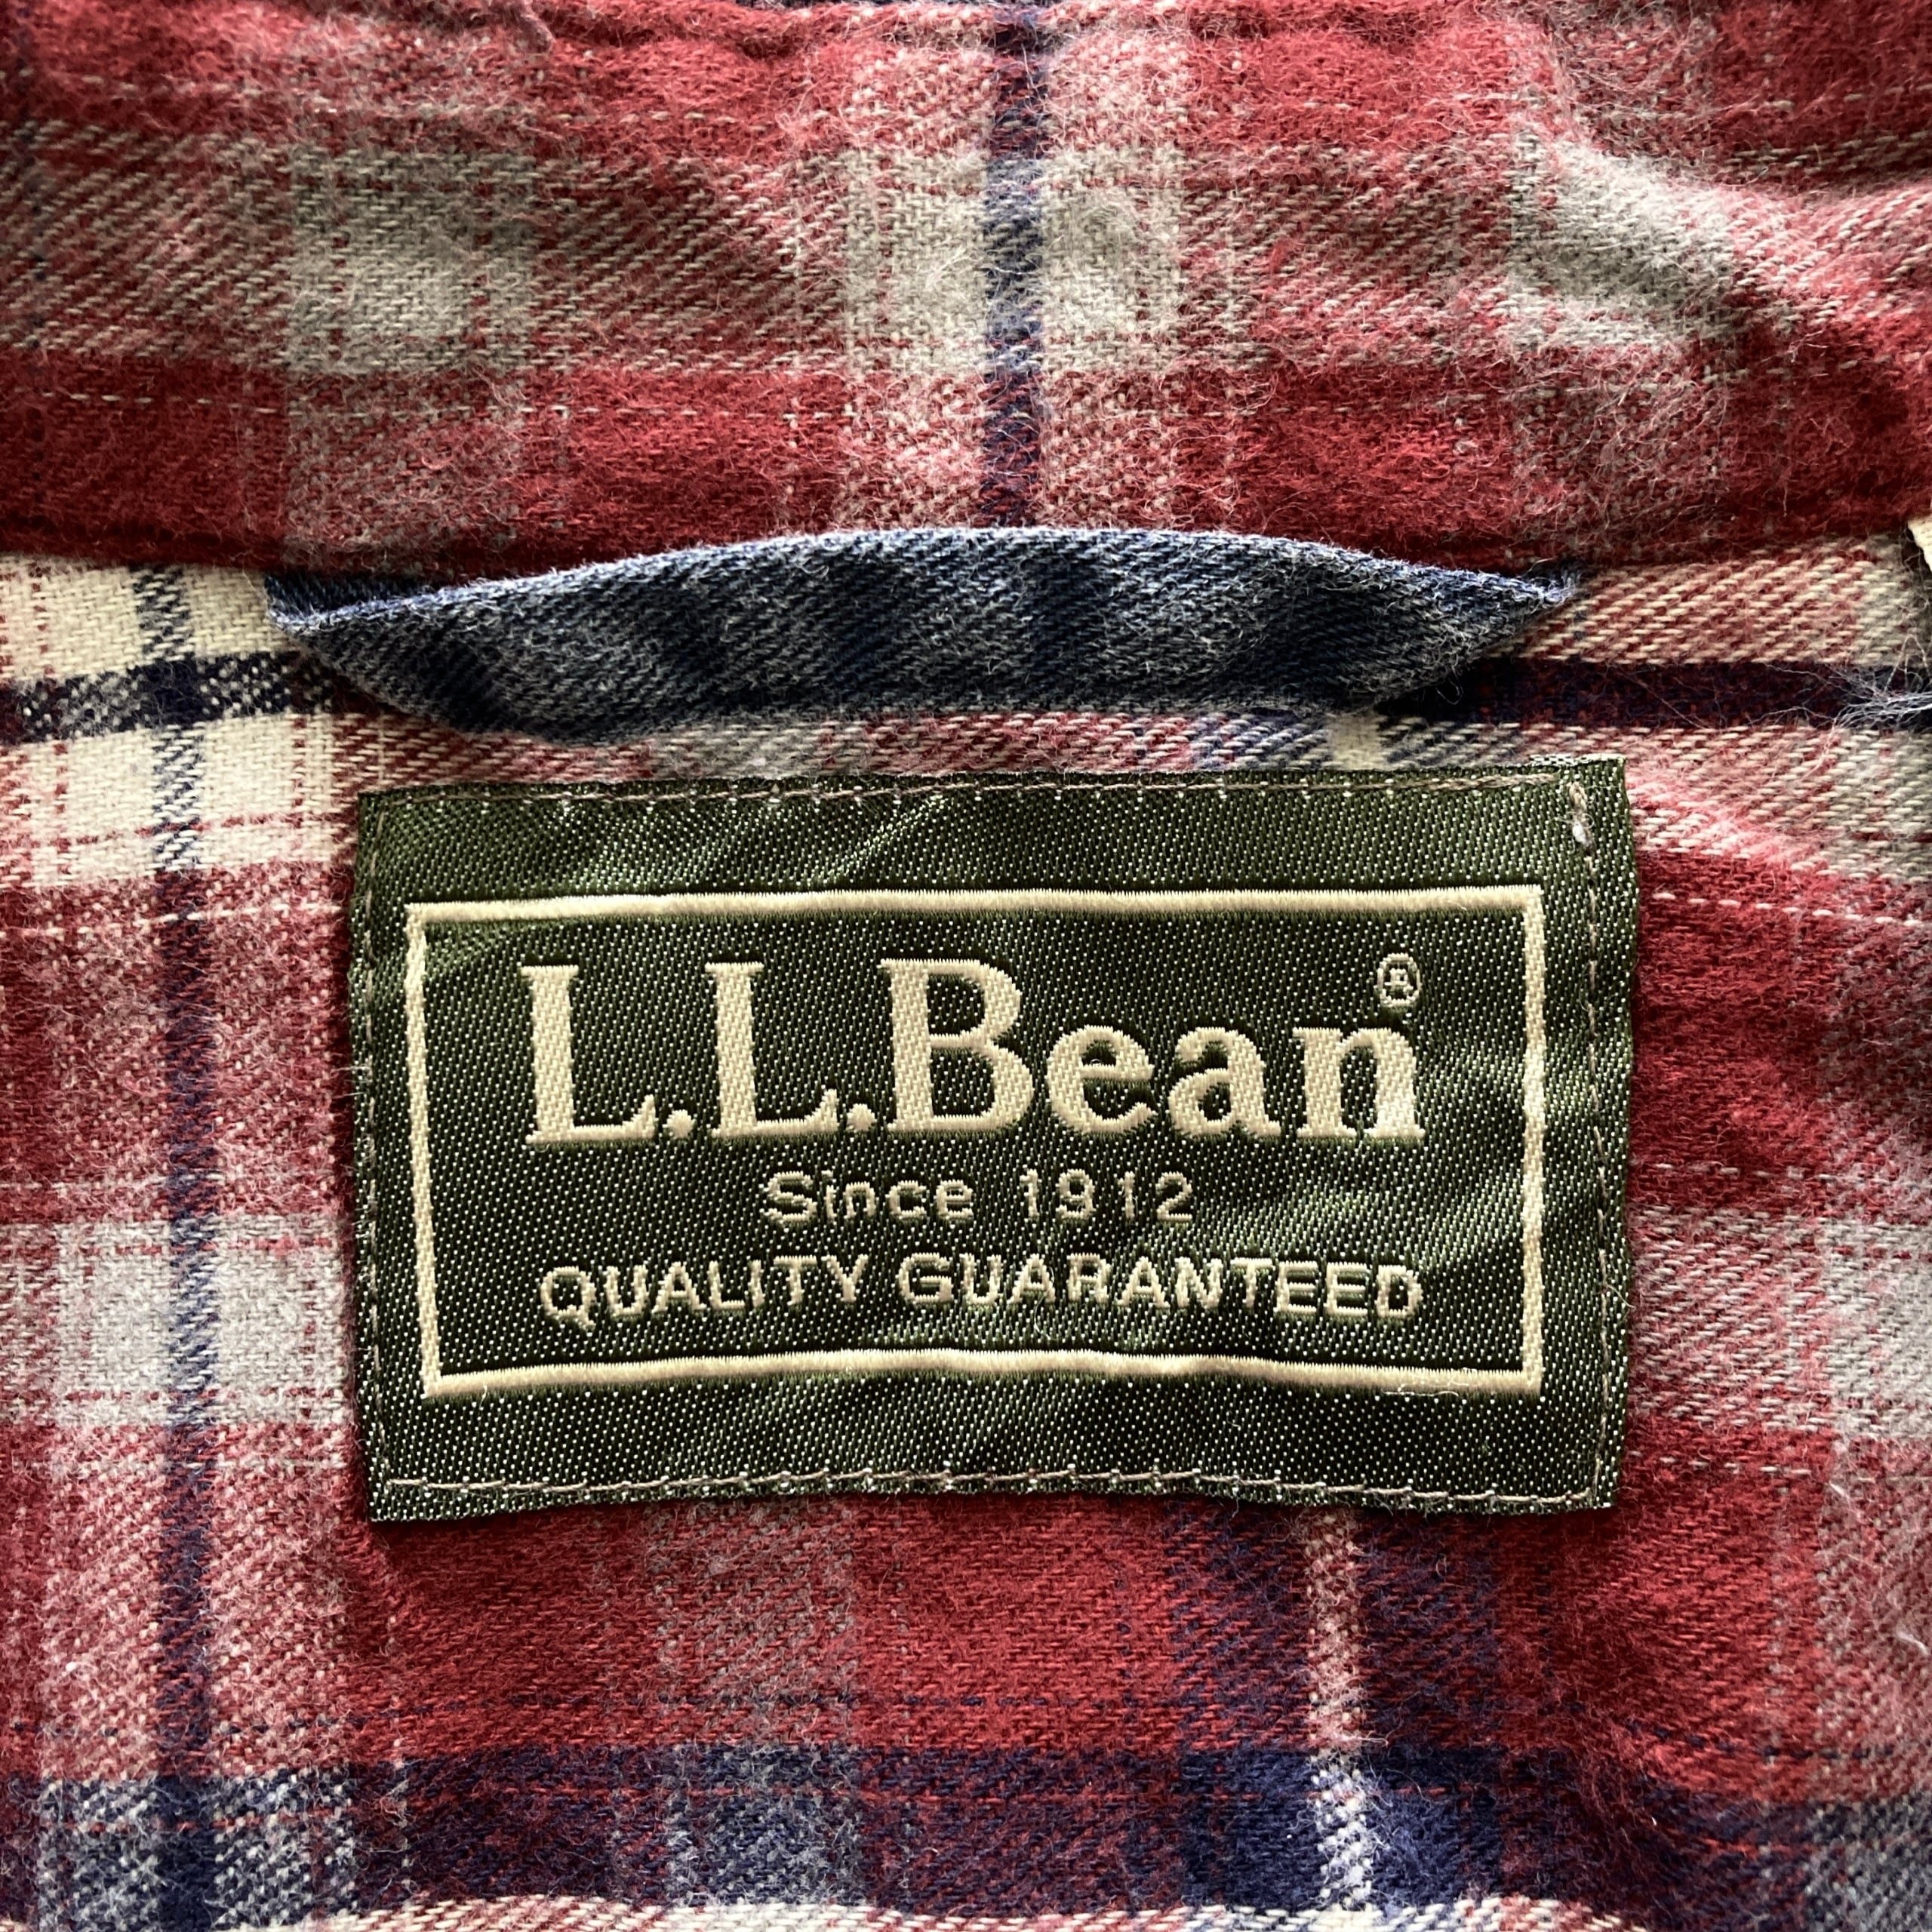 L.L.Bean®
Since 1912
QUALITY GUARANTEED